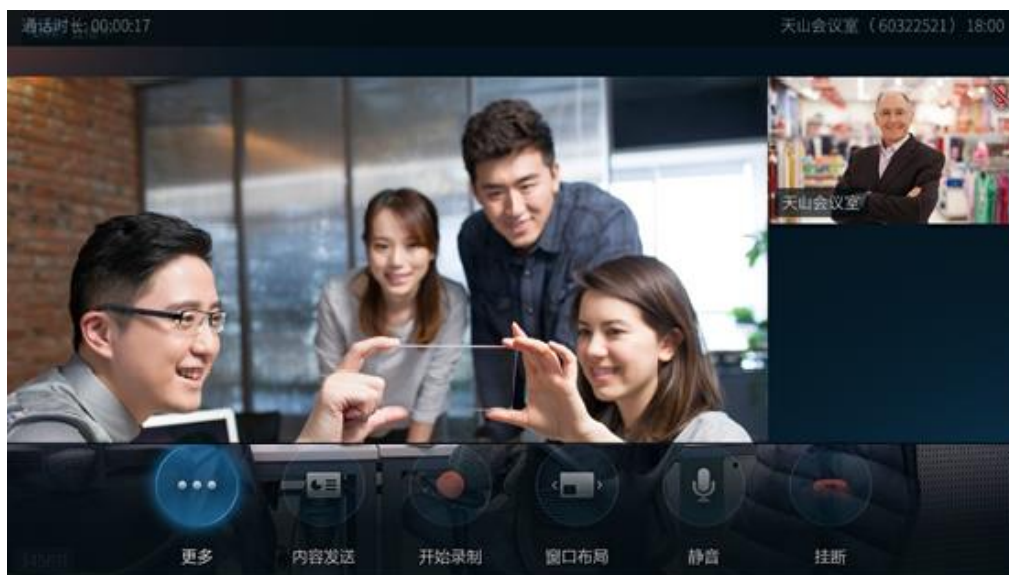 通话时长: 00:00:17
天山会议室（60322521）18:00
天山会议室
更多
内容发送
开始录制
窗口布局
静音
挂断